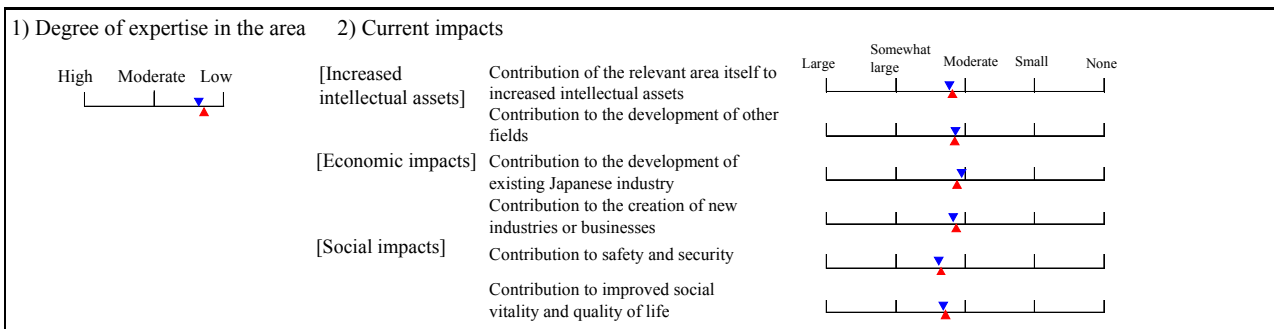 1) Degree of expertise in the area 2) Current impacts
High Moderate Low
Large Somewhat large Moderate Small None
[Increased intellectual assets]
Contribution of the relevant area itself to
increased intellectual assets
Contribution to the development of other
fields
[Economic impacts]
Contribution to the development of
existing Japanese industry
Contribution to the creation of new
industries or businesses
[Social impacts]
Contribution to safety and security
Contribution to improved social
vitality and quality of life